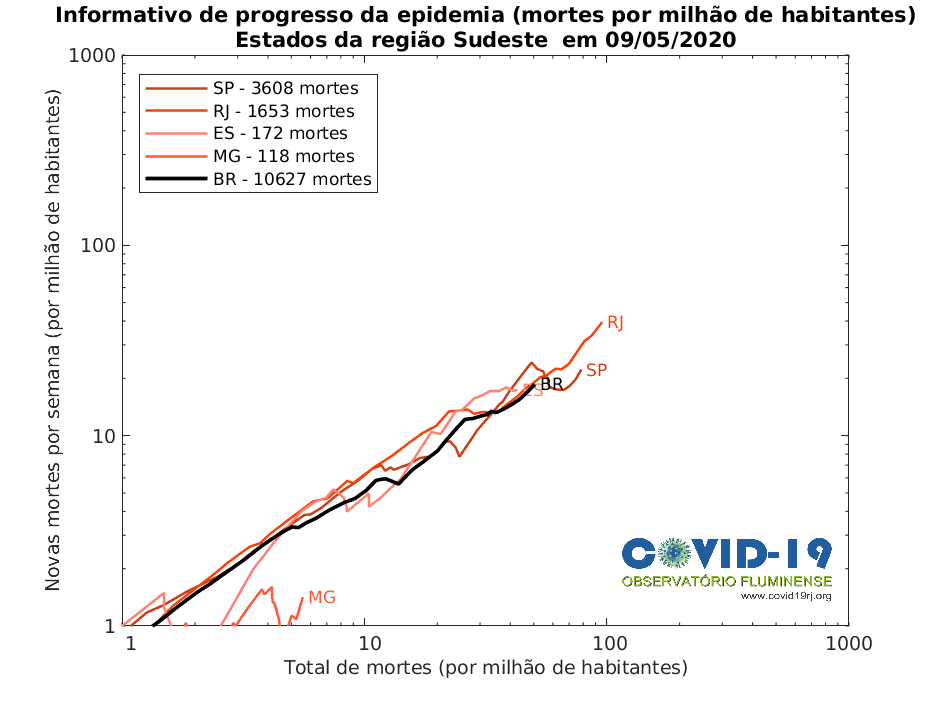 Informativo de progresso da epidemia (mortes por milhão de habitantes)
Estados da região Sudeste em 09/05/2020
1000
100
10
1
Novas mortes por semana (por milhão de habitantes)
SP - 3608 mortes
RJ - 1653 mortes
ES - 172 mortes
MG - 118 mortes
BR - 10627 mortes
RJ
SP
ES
BR
MG
COVID-19
OBSERVATÓRIO FLUMINENSE
www.covid19rj.org
1 10 100 1000
Total de mortes (por milhão de habitantes)